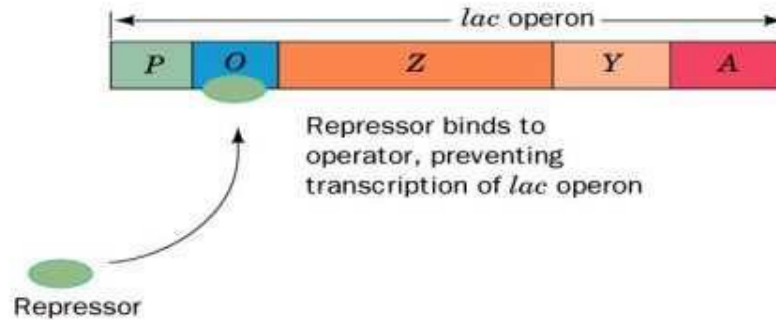 lac operon
P O Z Y A
Repressor binds to
operator, preventing
transcription of lac operon
Repressor